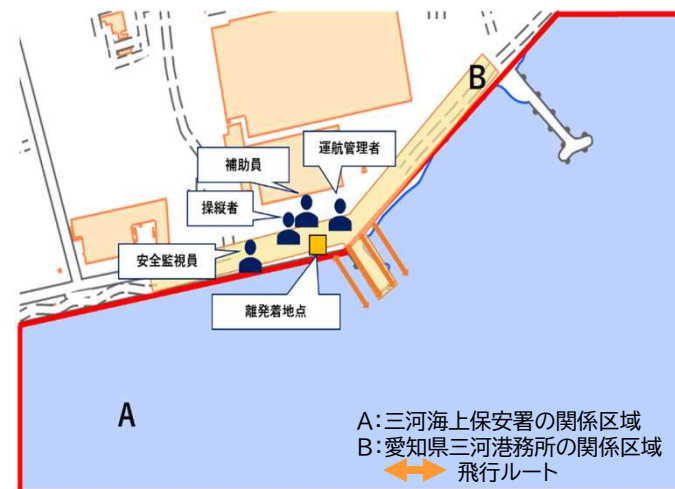 B
運航管理者
補助員
操縦者
安全監視員
離発着地点
A
A:三河海上保安署の関係区域
B:愛知県三河港務所の関係区域
飛行ルート